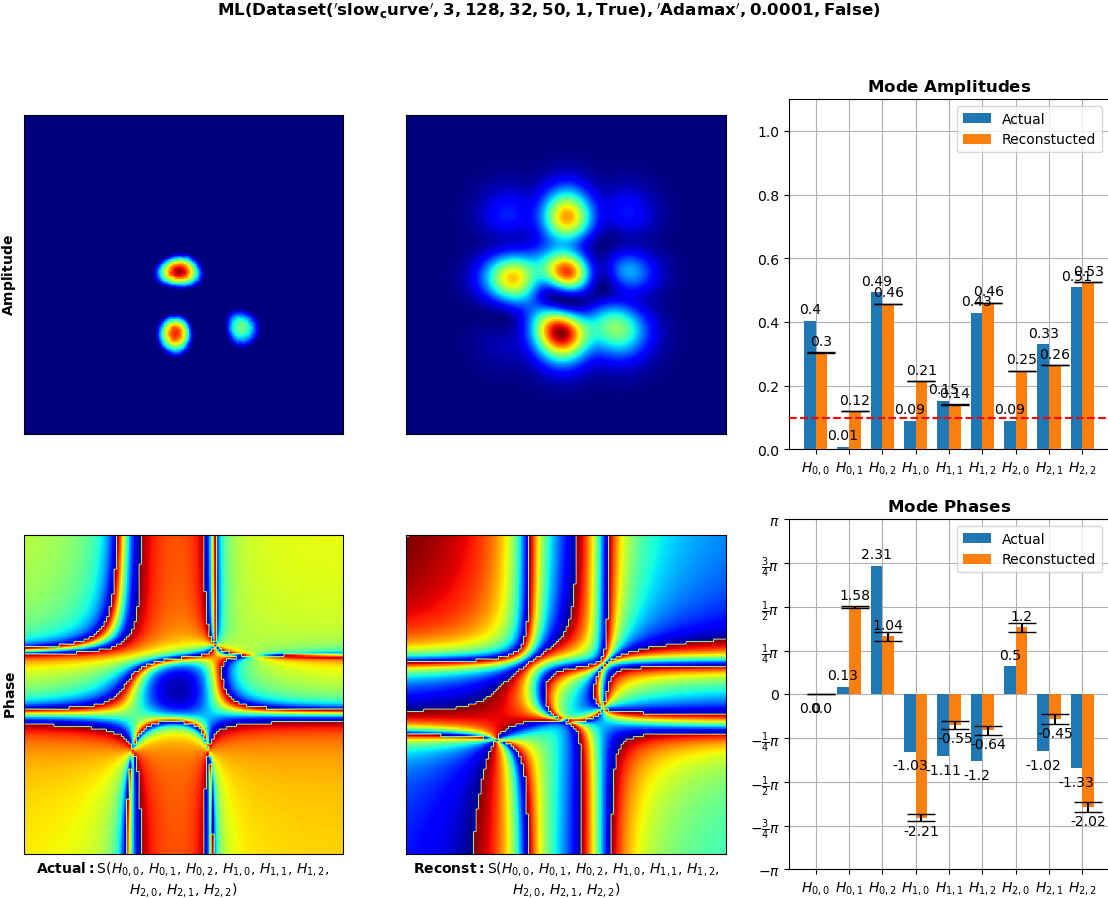 ML(Dataset('slow_curve', 3, 128, 32, 50, 1, True), 'Adamax', 0.0001, False)
Mode Amplitudes
Amplitude
1.0
0.8
0.6
0.4
0.2
0.0
Actual
Reconstucted
0.4
0.3
0.01
0.12
0.49
0.46
0.09
0.21
0.15
0.14
0.43
0.46
0.09
0.25
0.33
0.26
0.51
0.53
H0,0 H0,1 H0,2 H1,0 H1,1 H1,2 H2,0 H2,1 H2,2
Mode Phases
Phase
π
3/4π
1/2π
1/4π
0
−1/4π
−1/2π
−3/4π
−π
Actual
Reconstucted
0.0
0.0
0.13
1.58
2.31
1.04
-1.03
-2.21
-1.11
-0.55
-1.2
-0.64
0.5
1.2
-1.02
-0.45
-1.33
-2.02
H0,0 H0,1 H0,2 H1,0 H1,1 H1,2 H2,0 H2,1 H2,2
Actual: S(H0,0, H0,1, H0,2, H1,0, H1,1, H1,2,
H2,0, H2,1, H2,2)
Reconst: S(H0,0, H0,1, H0,2, H1,0, H1,1, H1,2,
H2,0, H2,1, H2,2)